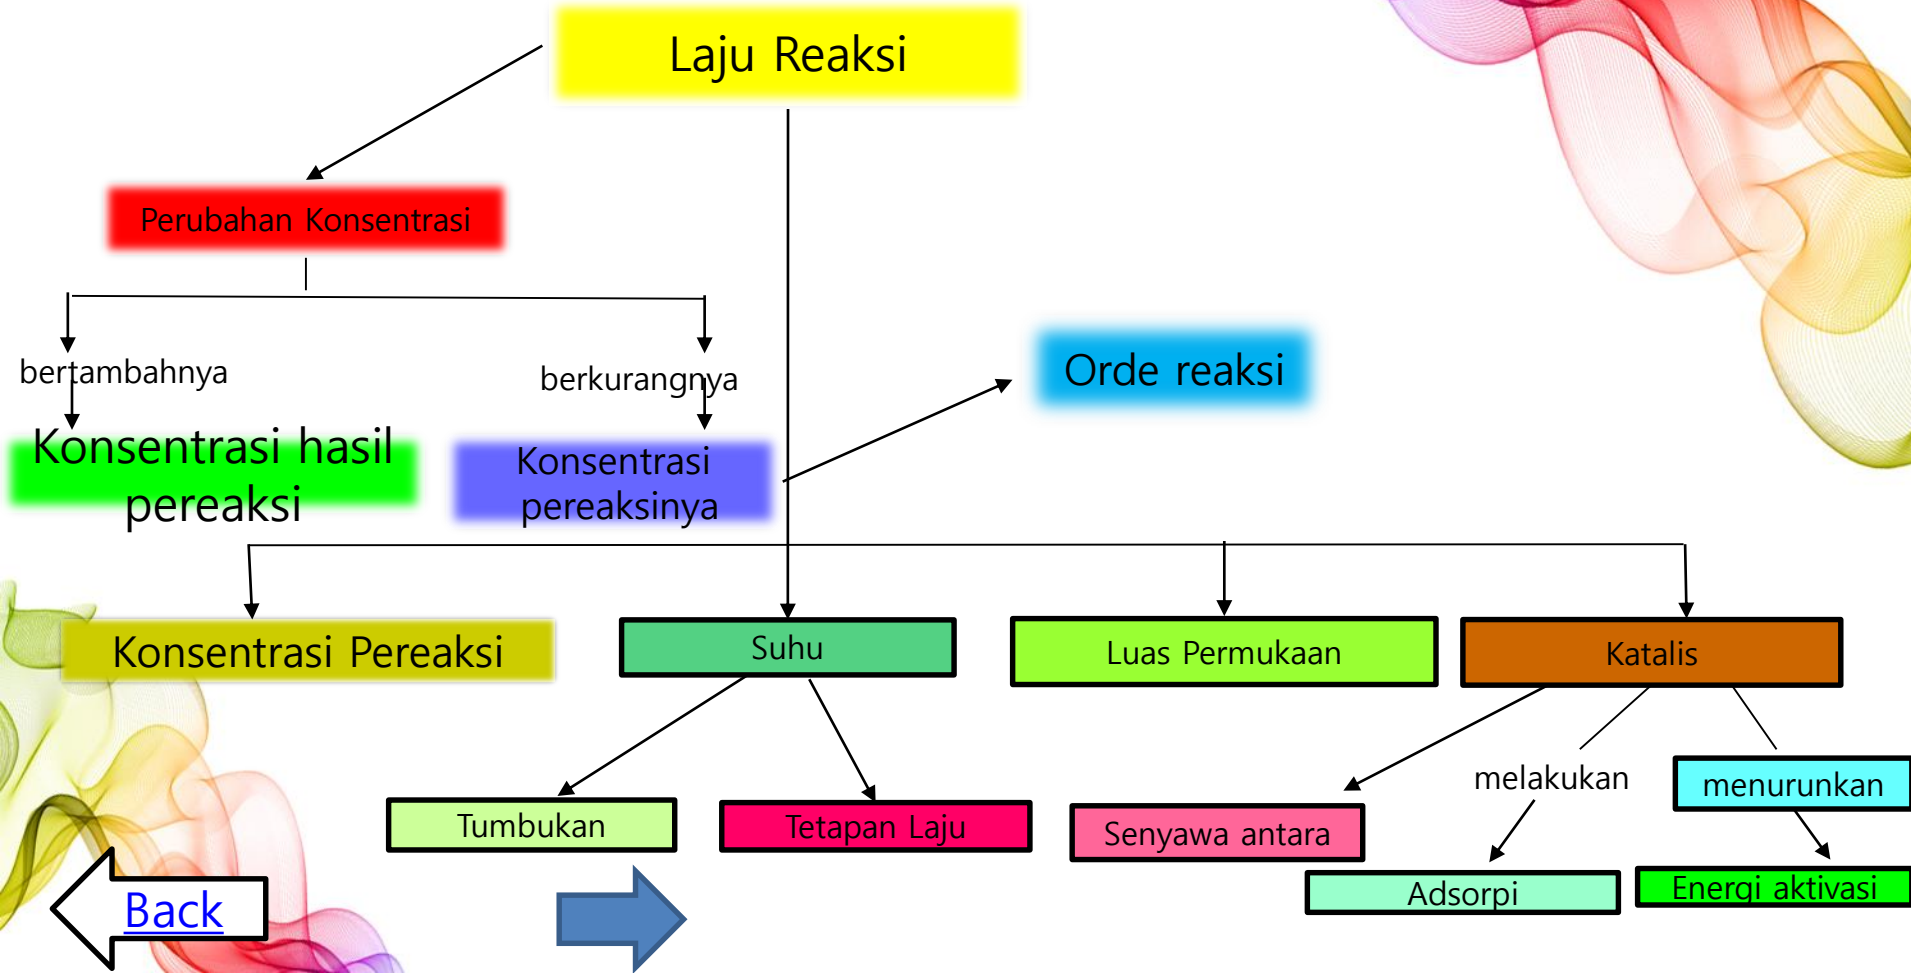 Laju Reaksi
Perubahan Konsentrasi
bertambahnya
berkurangnya
Orde reaksi
Konsentrasi hasil
pereaksi
Konsentrasi
pereaksinya
Konsentrasi Pereaksi
Suhu
Luas Permukaan
Katalis
melakukan
menurunkan
Tumbukan
Tetapan Laju
Senyawa antara
Adsorpi
Energi aktivasi
Back